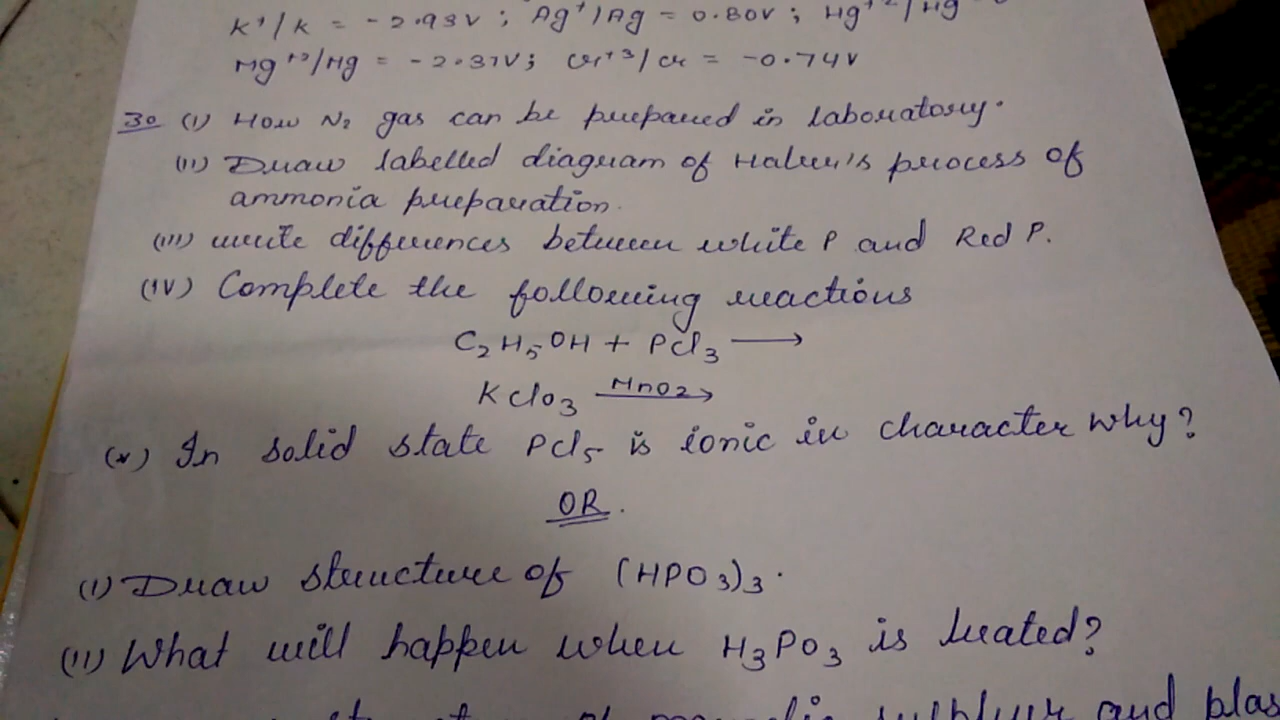 K⁺/K = -2.93V ; Ag⁺/Ag = 0.80V ; Hg⁺²/Hg =
Mg⁺²/Mg = -2.37V ; Cr⁺³/Cr = -0.74V
30 (i) How N₂ gas can be prepared in laboratory.
(ii) Draw labelled diagram of Haber's process of
ammonia preparation.
(iii) write differences between white P and Red P.
(iv) Complete the following reactions
C₂H₅OH + PCl₃ ⟶
KClO₃ MnO₂→
(v) In solid state PCl₅ is ionic in character why?
OR.
(i) Draw structure of (HPO₃)₃.
(ii) What will happen when H₃PO₃ is heated?
sulphur and